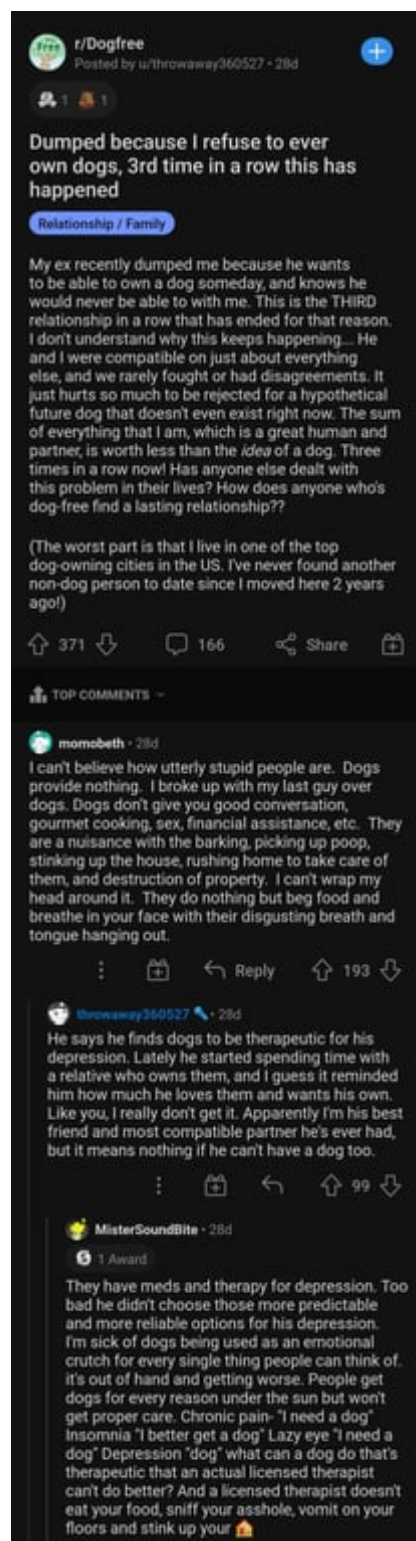 Free
r/Dogfree
Posted by u/throwaway360527 • 28d
1 1
Dumped because I refuse to ever
own dogs, 3rd time in a row this has
happened
Relationship / Family
My ex recently dumped me because he wants
to be able to own a dog someday, and knows he
would never be able to with me. This is the THIRD
relationship in a row that has ended for that reason.
I don't understand why this keeps happening... He
and I were compatible on just about everything
else, and we rarely fought or had disagreements. It
just hurts so much to be rejected for a hypothetical
future dog that doesn't even exist right now. The sum
of everything that I am, which is a great human and
partner, is worth less than the idea of a dog. Three
times in a row now! Has anyone else dealt with
this problem in their lives? How does anyone who's
dog-free find a lasting relationship??
(The worst part is that I live in one of the top
dog-owning cities in the US. I've never found another
non-dog person to date since I moved here 2 years
ago!)
371 166 Share
TOP COMMENTS
momobeth • 28d
I can't believe how utterly stupid people are. Dogs
provide nothing. I broke up with my last guy over
dogs. Dogs don't give you good conversation,
gourmet cooking, sex, financial assistance, etc. They
are a nuisance with the barking, picking up poop,
stinking up the house, rushing home to take care of
them, and destruction of property. I can't wrap my
head around it. They do nothing but beg food and
breathe in your face with their disgusting breath and
tongue hanging out.
Reply 193
throwaway360527 • 28d
He says he finds dogs to be therapeutic for his
depression. Lately he started spending time with
a relative who owns them, and I guess it reminded
him how much he loves them and wants his own.
Like you, I really don't get it. Apparently I'm his best
friend and most compatible partner he's ever had,
but it means nothing if he can't have a dog too.
99
MisterSoundBite • 28d
S 1 Award
They have meds and therapy for depression. Too
bad he didn't choose those more predictable
and more reliable options for his depression.
I'm sick of dogs being used as an emotional
crutch for every single thing people can think of.
it's out of hand and getting worse. People get
dogs for every reason under the sun but won't
get proper care. Chronic pain- "I need a dog"
Insomnia "I better get a dog" Lazy eye "I need a
dog" Depression "dog" what can a dog do that's
therapeutic that an actual licensed therapist
can't do better? And a licensed therapist doesn't
eat your food, sniff your asshole, vomit on your
floors and stink up your 🏠